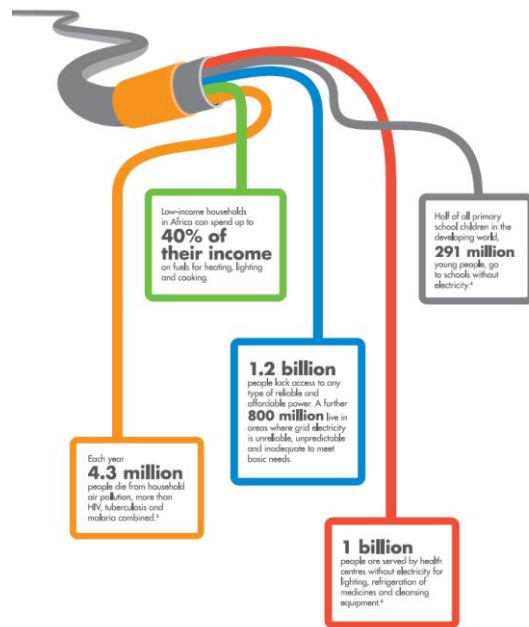 Low-income households
in Africa can spend up to
40% of
their income
on fuels for heating, lighting
and cooking.
Half of all primary
school children in the
developing world,
291 million
young people, go
to schools without
electricity.⁴
1.2 billion
people lack access to any
type of reliable and
affordable power. A further
800 million live in
areas where grid electricity
is unreliable, unpredictable
and inadequate to meet
basic needs.
Each year
4.3 million
people die from household
air pollution, more than
HIV, tuberculosis and
malaria combined.⁵
1 billion
people are served by health
centres without electricity for
lighting, refrigeration of
medicines and cleansing
equipment.⁶